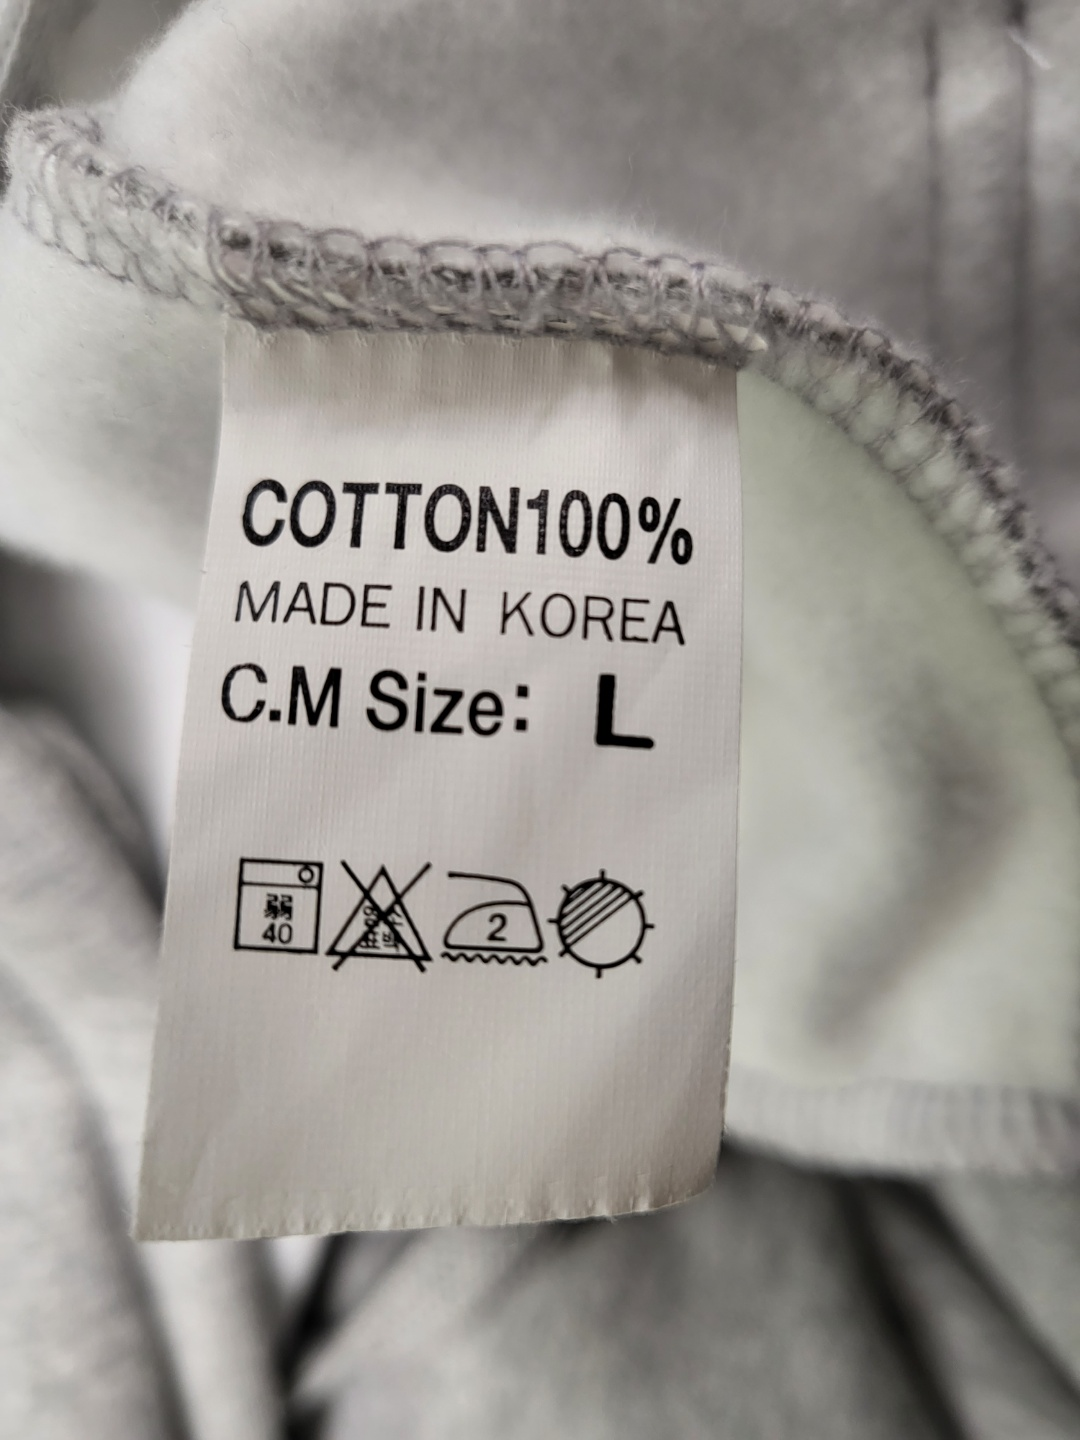 COTTON100%
MADE IN KOREA
C.M Size: L
弱
40
2